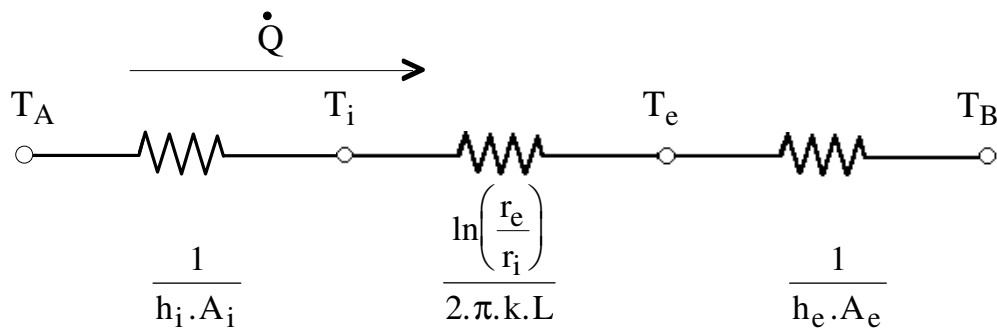 Q̇
T_A T_i T_e T_B
1/(h_i.A_i) ln(r_e/r_i)/(2.π.k.L) 1/(h_e.A_e)